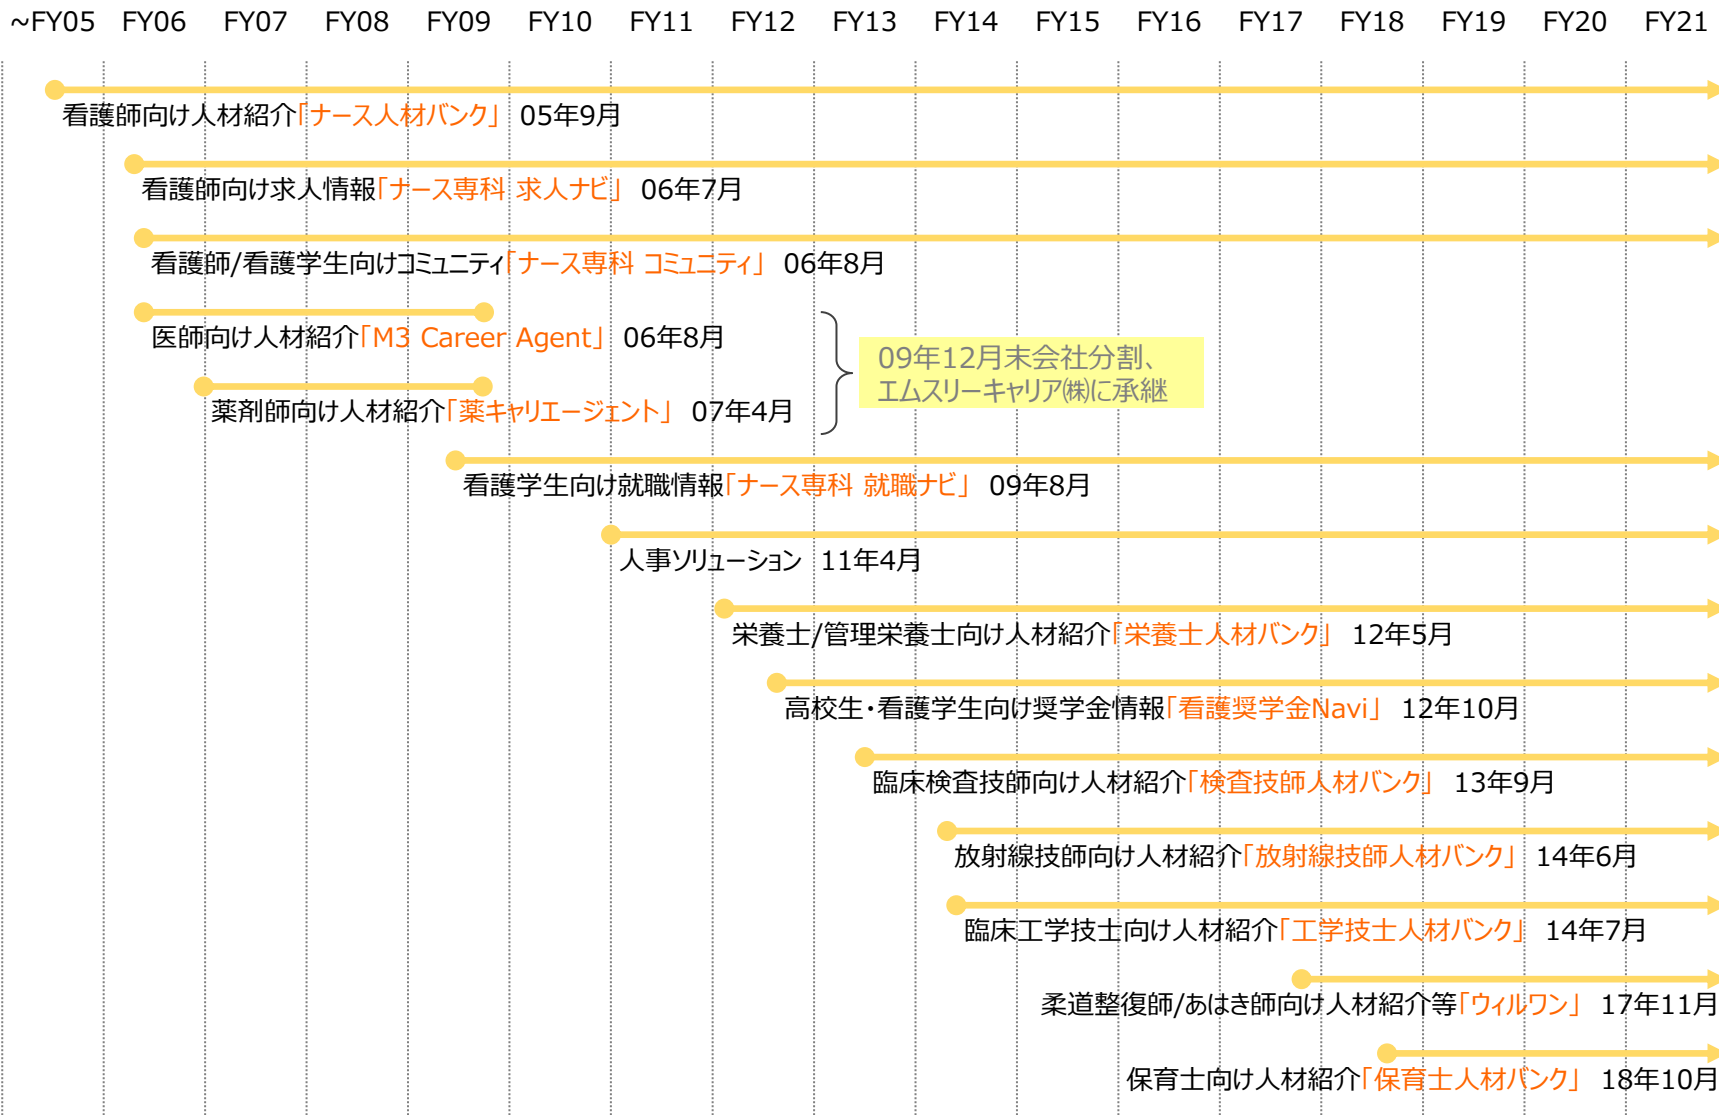 ~FY05 FY06 FY07 FY08 FY09 FY10 FY11 FY12 FY13 FY14 FY15 FY16 FY17 FY18 FY19 FY20 FY21
看護師向け人材紹介「ナース人材バンク」 05年9月
看護師向け求人情報「ナース専科 求人ナビ」 06年7月
看護師/看護学生向けコミュニティ「ナース専科 コミュニティ」 06年8月
医師向け人材紹介「M3 Career Agent」 06年8月
薬剤師向け人材紹介「薬キャリエージェント」 07年4月
09年12月末会社分割、
エムスリーキャリア㈱に承継
看護学生向け就職情報「ナース専科 就職ナビ」 09年8月
人事ソリューション 11年4月
栄養士/管理栄養士向け人材紹介「栄養士人材バンク」 12年5月
高校生・看護学生向け奨学金情報「看護奨学金Navi」 12年10月
臨床検査技師向け人材紹介「検査技師人材バンク」 13年9月
放射線技師向け人材紹介「放射線技師人材バンク」 14年6月
臨床工学技士向け人材紹介「工学技士人材バンク」 14年7月
柔道整復師/あはき師向け人材紹介等「ウィルワン」 17年11月
保育士向け人材紹介「保育士人材バンク」 18年10月